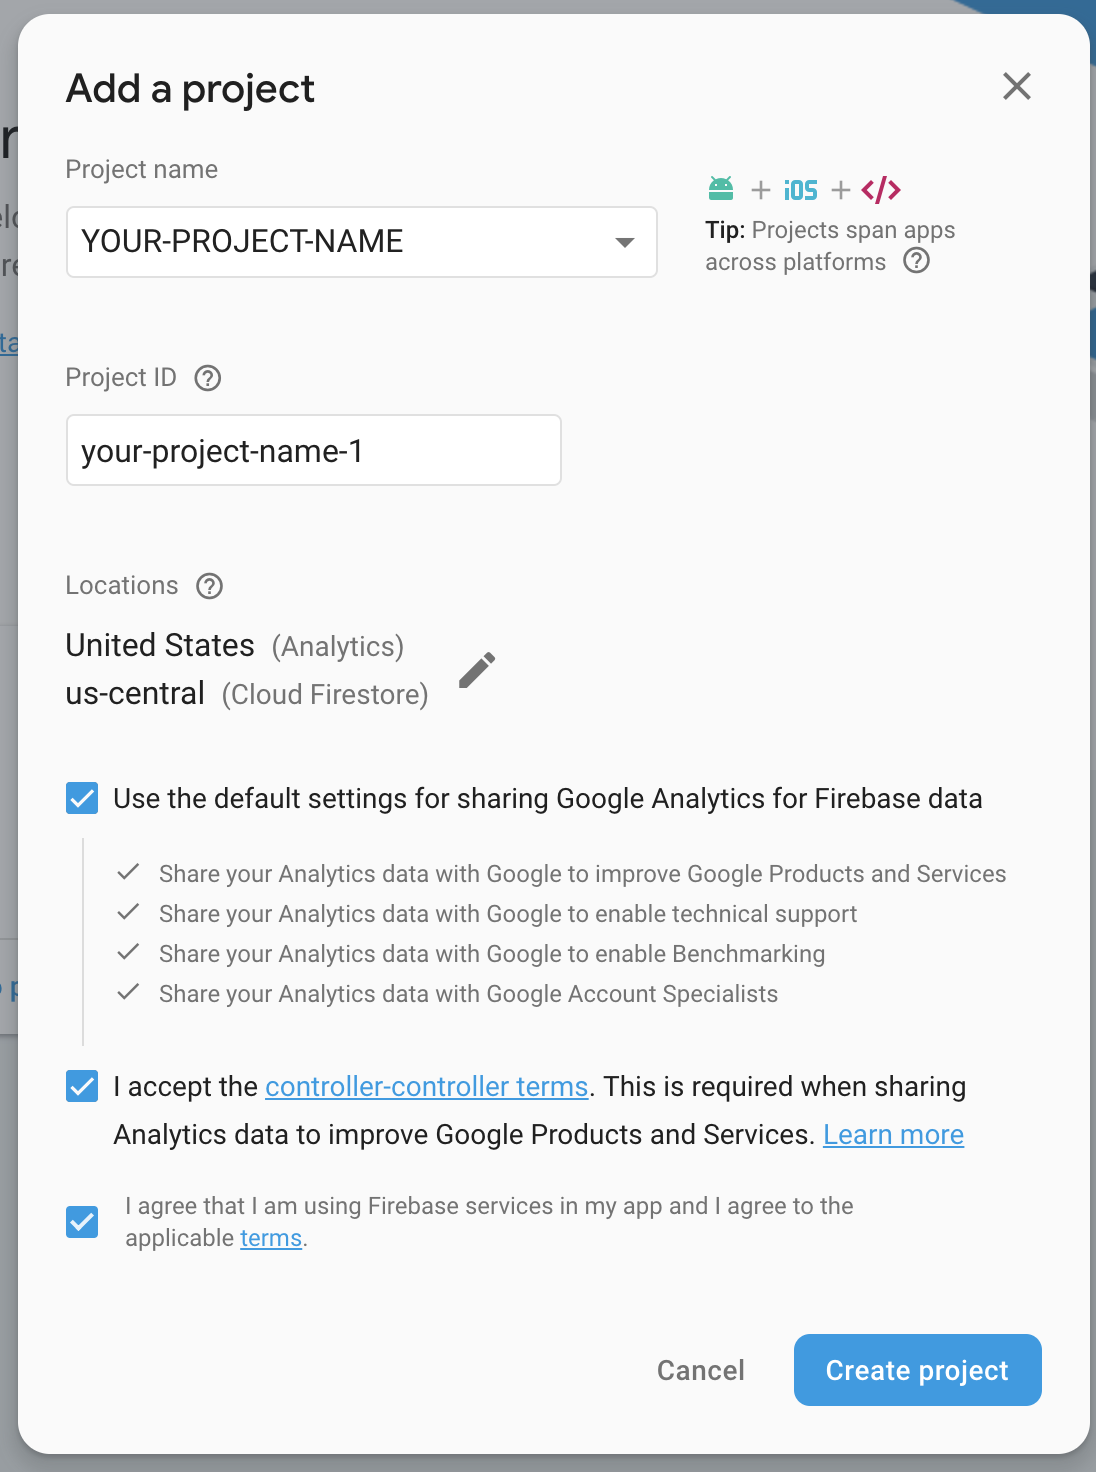 Add a project
Project name
YOUR-PROJECT-NAME
iOS
Tip: Projects span apps
across platforms
Project ID
your-project-name-1
Locations
United States (Analytics)
us-central (Cloud Firestore)
Use the default settings for sharing Google Analytics for Firebase data
Share your Analytics data with Google to improve Google Products and Services
Share your Analytics data with Google to enable technical support
Share your Analytics data with Google to enable Benchmarking
Share your Analytics data with Google Account Specialists
I accept the controller-controller terms. This is required when sharing
Analytics data to improve Google Products and Services. Learn more
I agree that I am using Firebase services in my app and I agree to the
applicable terms.
Cancel
Create project